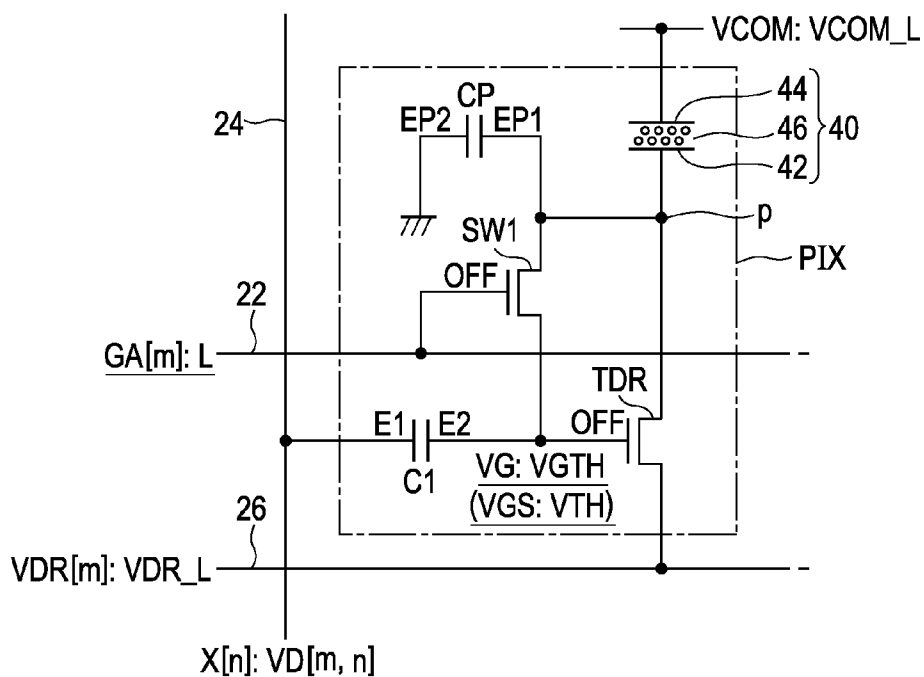 VCOM: VCOM_L
24
CP
EP2
EP1
44
46
42
40
p
SW1
PIX
OFF
22
GA[m]: L
TDR
E1
E2
OFF
C1
VG: VGTH
(VGS: VTH)
26
VDR[m]: VDR_L
X[n]: VD[m, n]